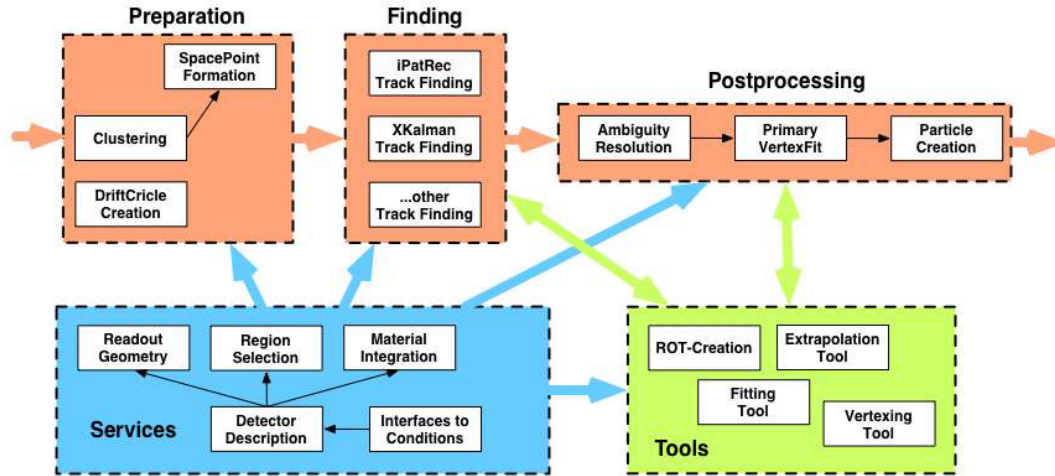 Preparation
SpacePoint
Formation
Clustering
DriftCricle
Creation
Finding
iPatRec
Track Finding
XKalman
Track Finding
...other
Track Finding
Postprocessing
Ambiguity
Resolution
Primary
VertexFit
Particle
Creation
Readout
Geometry
Region
Selection
Material
Integration
Services
Detector
Description
Interfaces to
Conditions
ROT-Creation
Extrapolation
Tool
Fitting
Tool
Vertexing
Tool
Tools